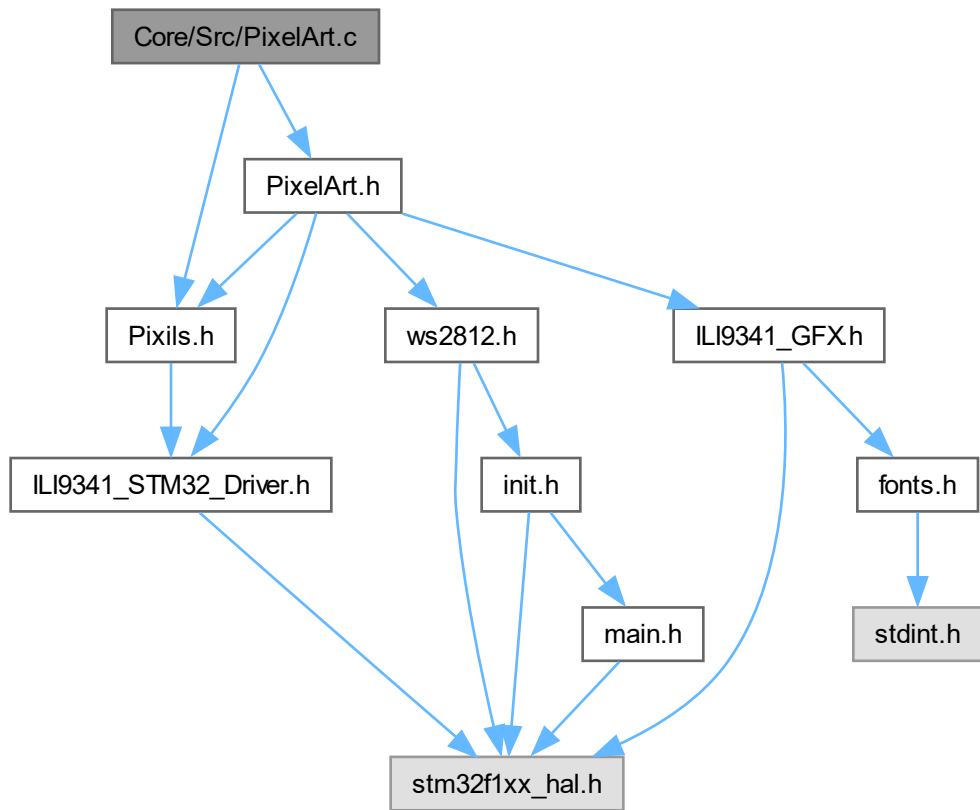 Core/Src/PixelArt.c
PixelArt.h
Pixils.h
ws2812.h
ILI9341_GFX.h
ILI9341_STM32_Driver.h
init.h
fonts.h
main.h
stdint.h
stm32f1xx_hal.h